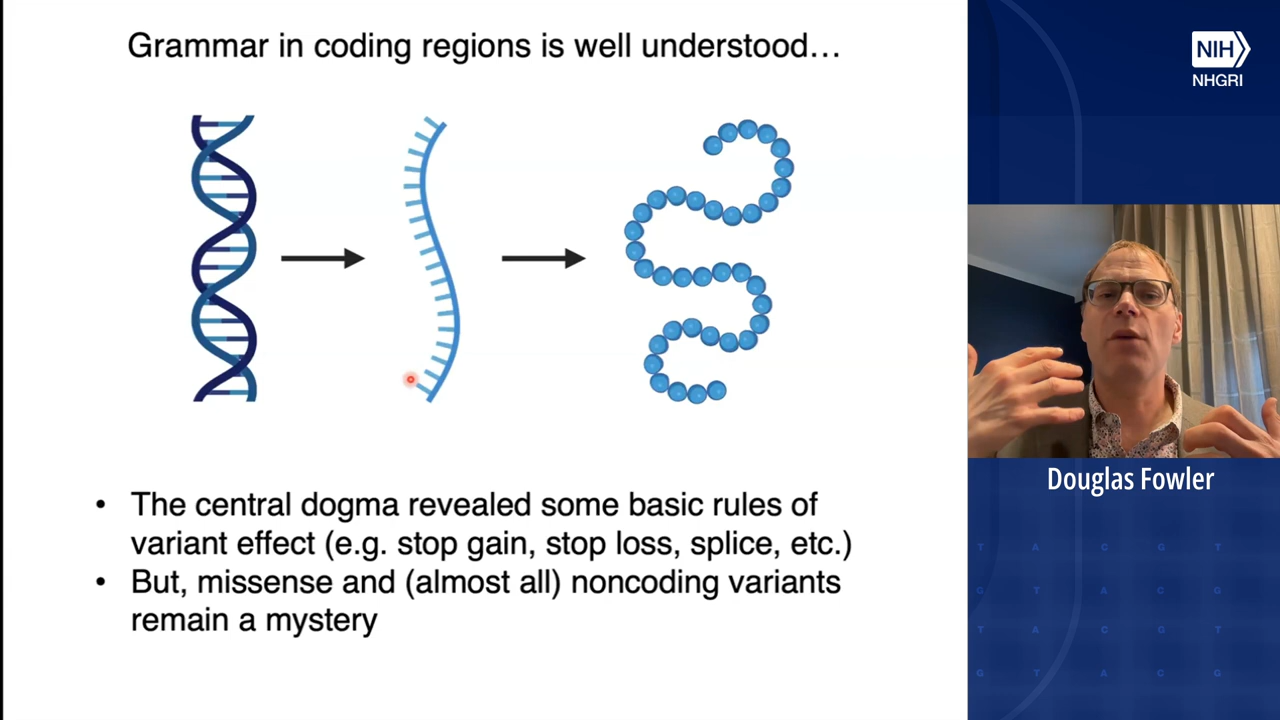 Grammar in coding regions is well understood…
The central dogma revealed some basic rules of
variant effect (e.g. stop gain, stop loss, splice, etc.)
But, missense and (almost all) noncoding variants
remain a mystery
NIH
NHGRI
Douglas Fowler
T A C G T
G T A C G
T A C G T
G T A C G